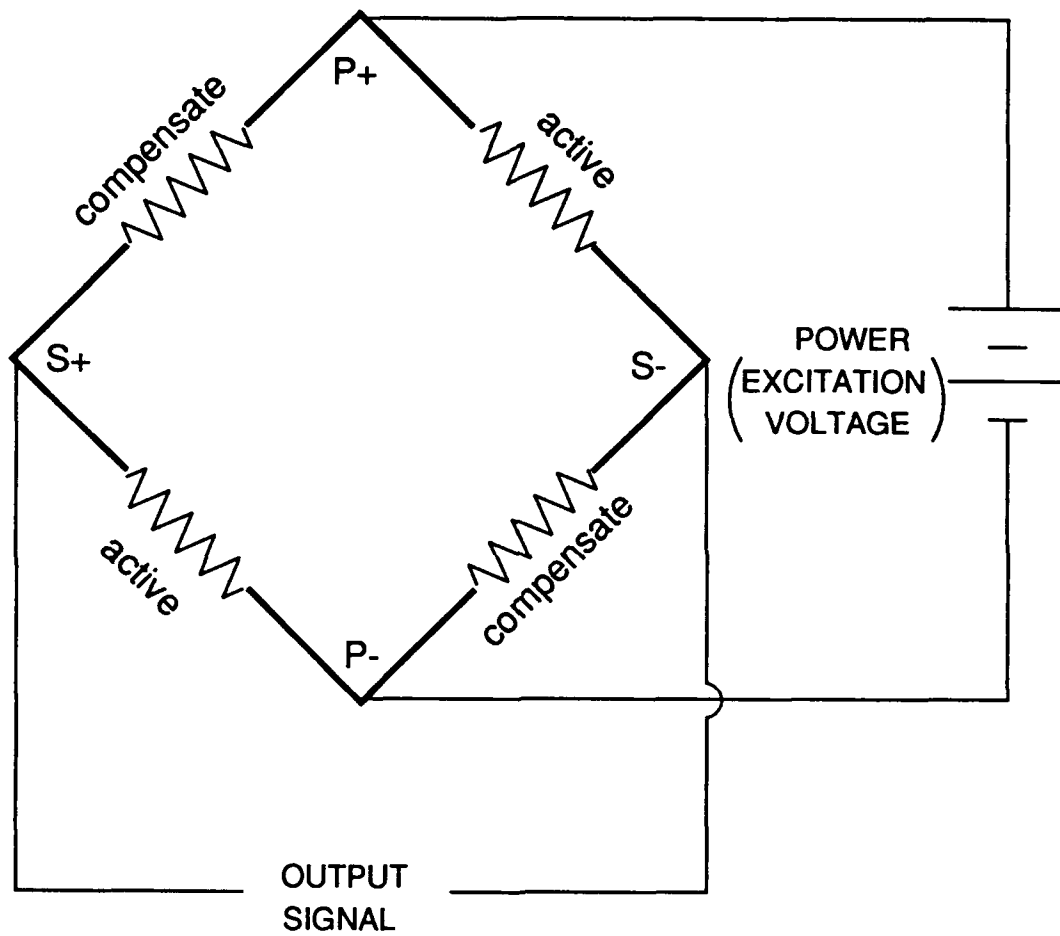 P+
compensate
active
S+
S-
POWER
(EXCITATION)
VOLTAGE
active
compensate
P-
OUTPUT
SIGNAL